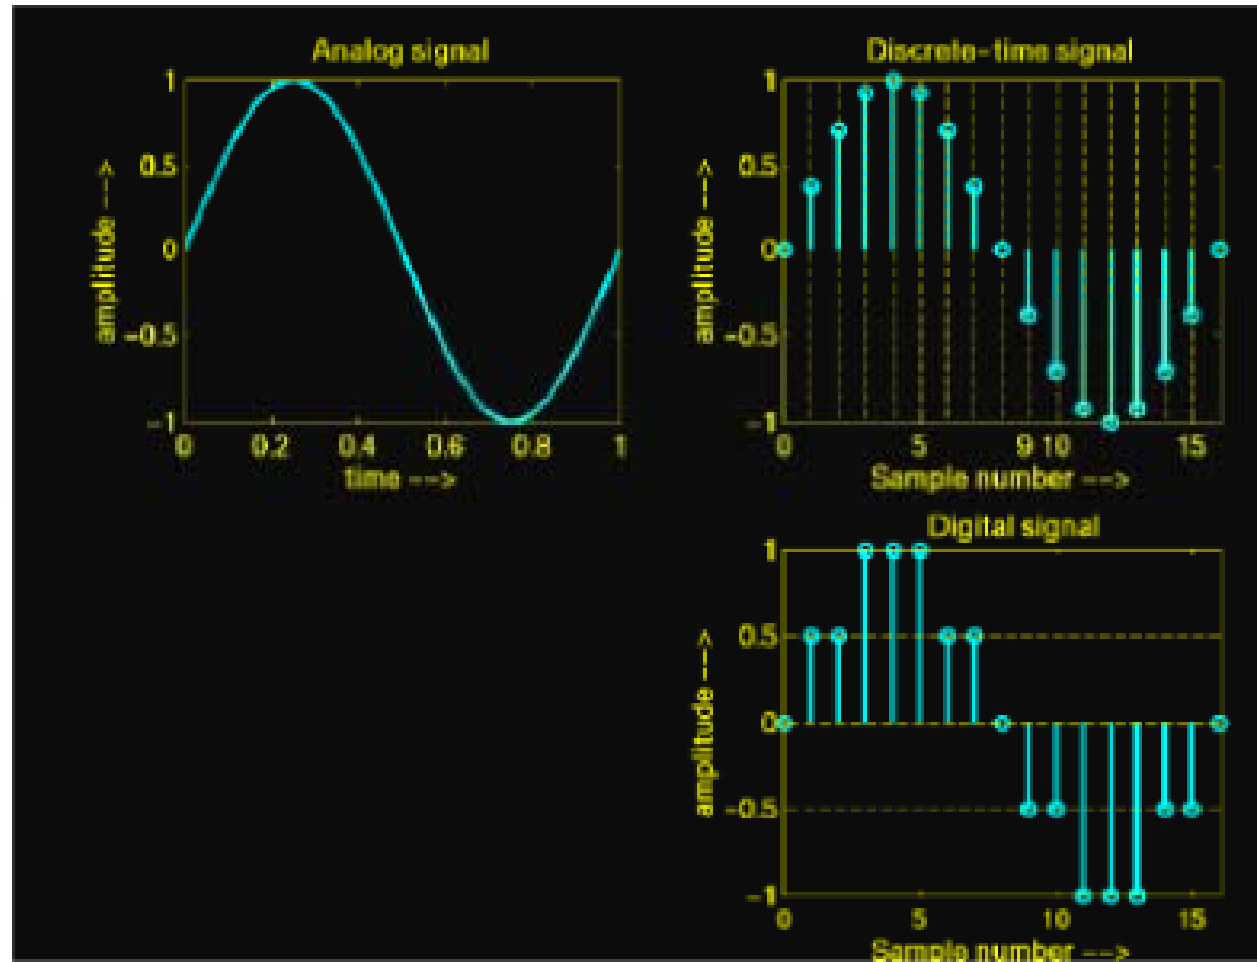 Analog signal
1
0.5
0
-0.5
-1
amplitude -->
0 0.2 0.4 0.6 0.8 1
time -->
Discrete-time signal
1
0.5
0
-0.5
-1
amplitude -->
0 5 9 10 15
Sample number -->
Digital signal
1
0.5
0
-0.5
-1
amplitude -->
0 5 10 15
Sample number -->